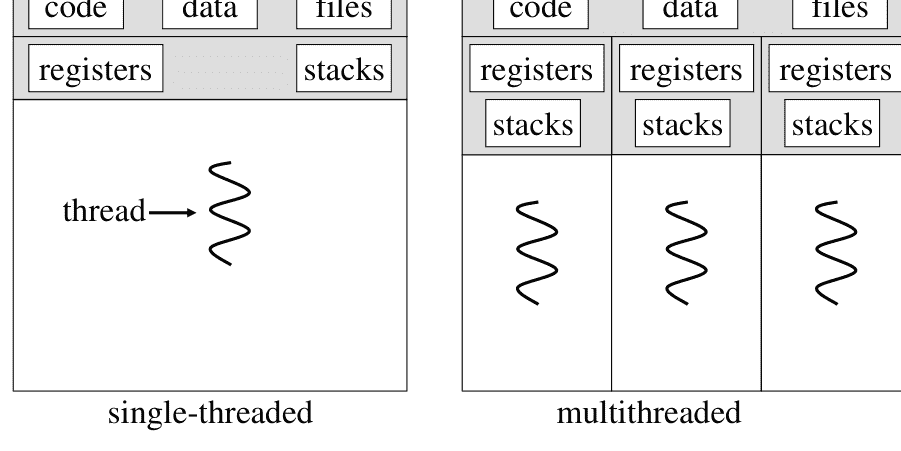 code data files
registers stacks
thread
single-threaded
code data files
registers registers registers
stacks stacks stacks
multithreaded